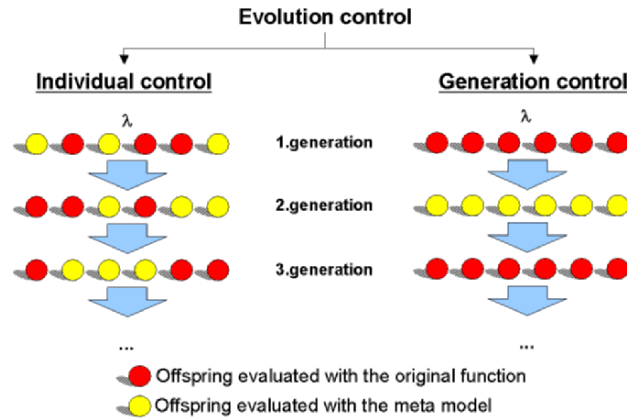 Evolution control
Individual control
Generation control
λ
λ
1.generation
2.generation
3.generation
...
...
Offspring evaluated with the original function
Offspring evaluated with the meta model